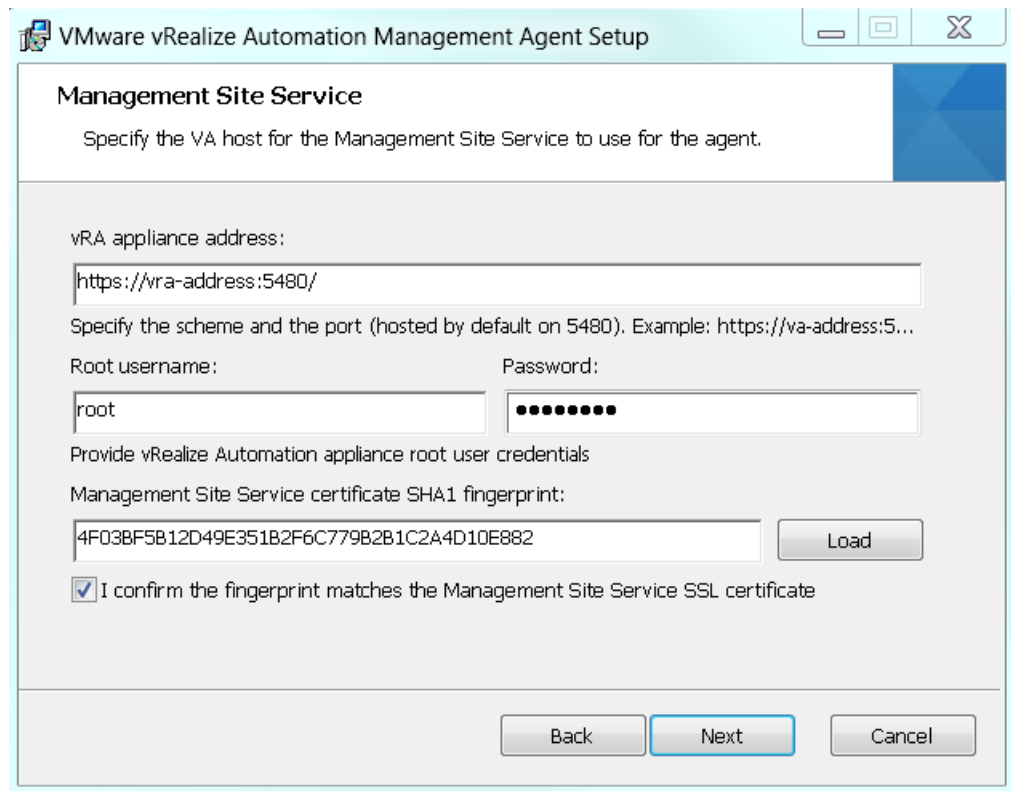 VMware vRealize Automation Management Agent Setup
Management Site Service
Specify the VA host for the Management Site Service to use for the agent.
vRA appliance address:
https://vra-address:5480/
Specify the scheme and the port (hosted by default on 5480). Example: https://va-address:5...
Root username:
Password:
root
●●●●●●●●
Provide vRealize Automation appliance root user credentials
Management Site Service certificate SHA1 fingerprint:
4F03BF5B12D49E351B2F6C779B2B1C2A4D10E882
Load
I confirm the fingerprint matches the Management Site Service SSL certificate
Back
Next
Cancel